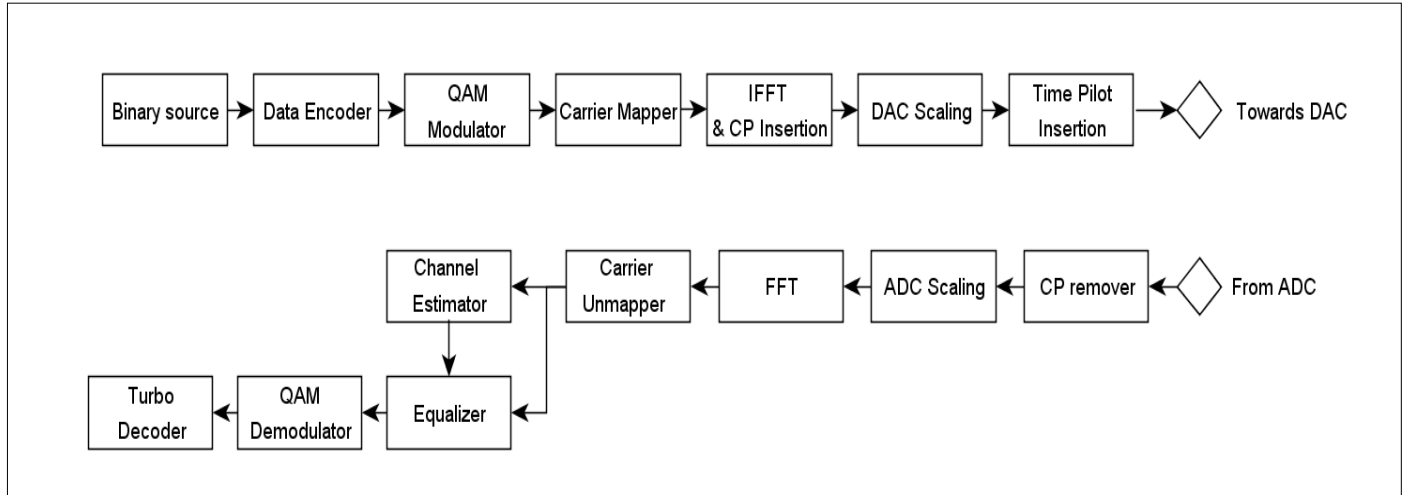 Binary source
Data Encoder
QAM
Modulator
Carrier Mapper
IFFT
& CP Insertion
DAC Scaling
Time Pilot
Insertion
Towards DAC
Channel
Estimator
Carrier
Unmapper
FFT
ADC Scaling
CP remover
From ADC
Turbo
Decoder
QAM
Demodulator
Equalizer